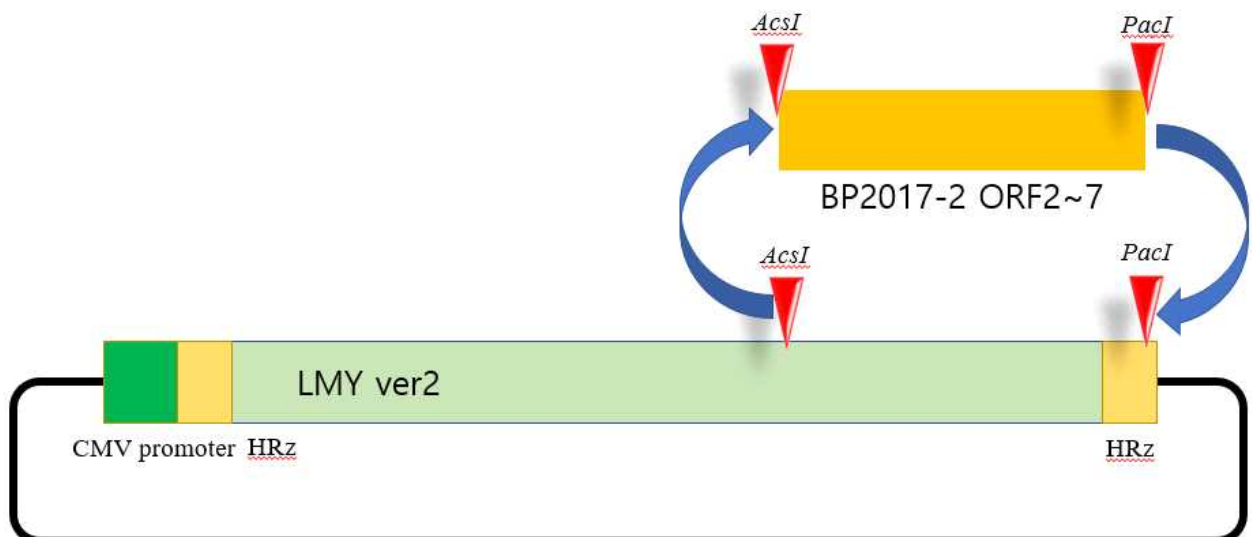 AcsI PacI
BP2017-2 ORF2~7
AcsI PacI
LMY ver2
CMV promoter HRz HRz